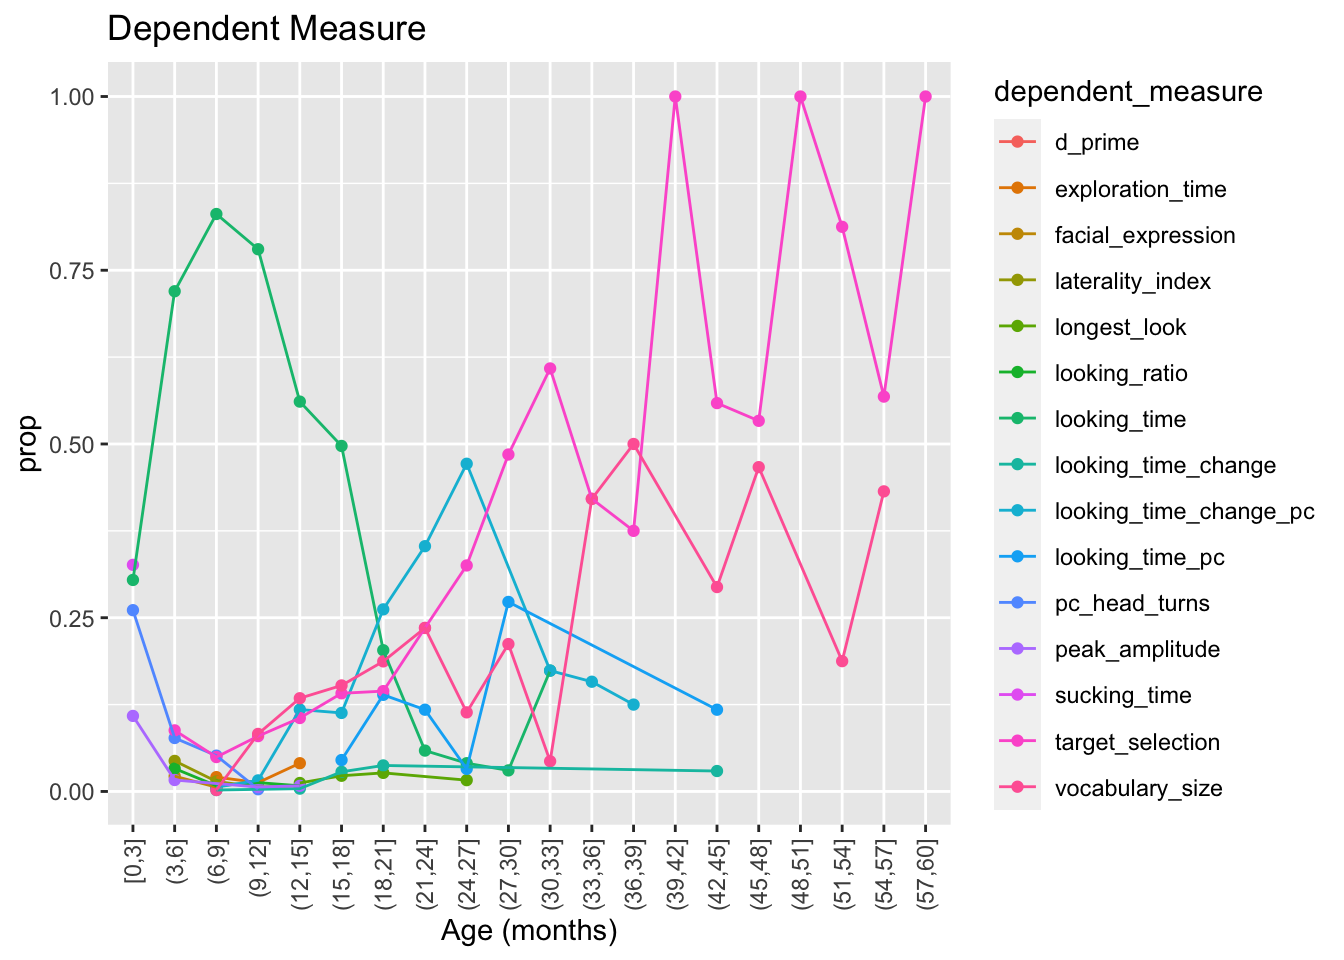 Dependent Measure
prop
1.00
0.75
0.50
0.25
0.00
[0,3]
(3,6]
(6,9]
(9,12]
(12,15]
(15,18]
(18,21]
(21,24]
(24,27]
(27,30]
(30,33]
(33,36]
(36,39]
(39,42]
(42,45]
(45,48]
(48,51]
(51,54]
(54,57]
(57,60]
Age (months)
dependent_measure
d_prime
exploration_time
facial_expression
laterality_index
longest_look
looking_ratio
looking_time
looking_time_change
looking_time_change_pc
looking_time_pc
pc_head_turns
peak_amplitude
sucking_time
target_selection
vocabulary_size